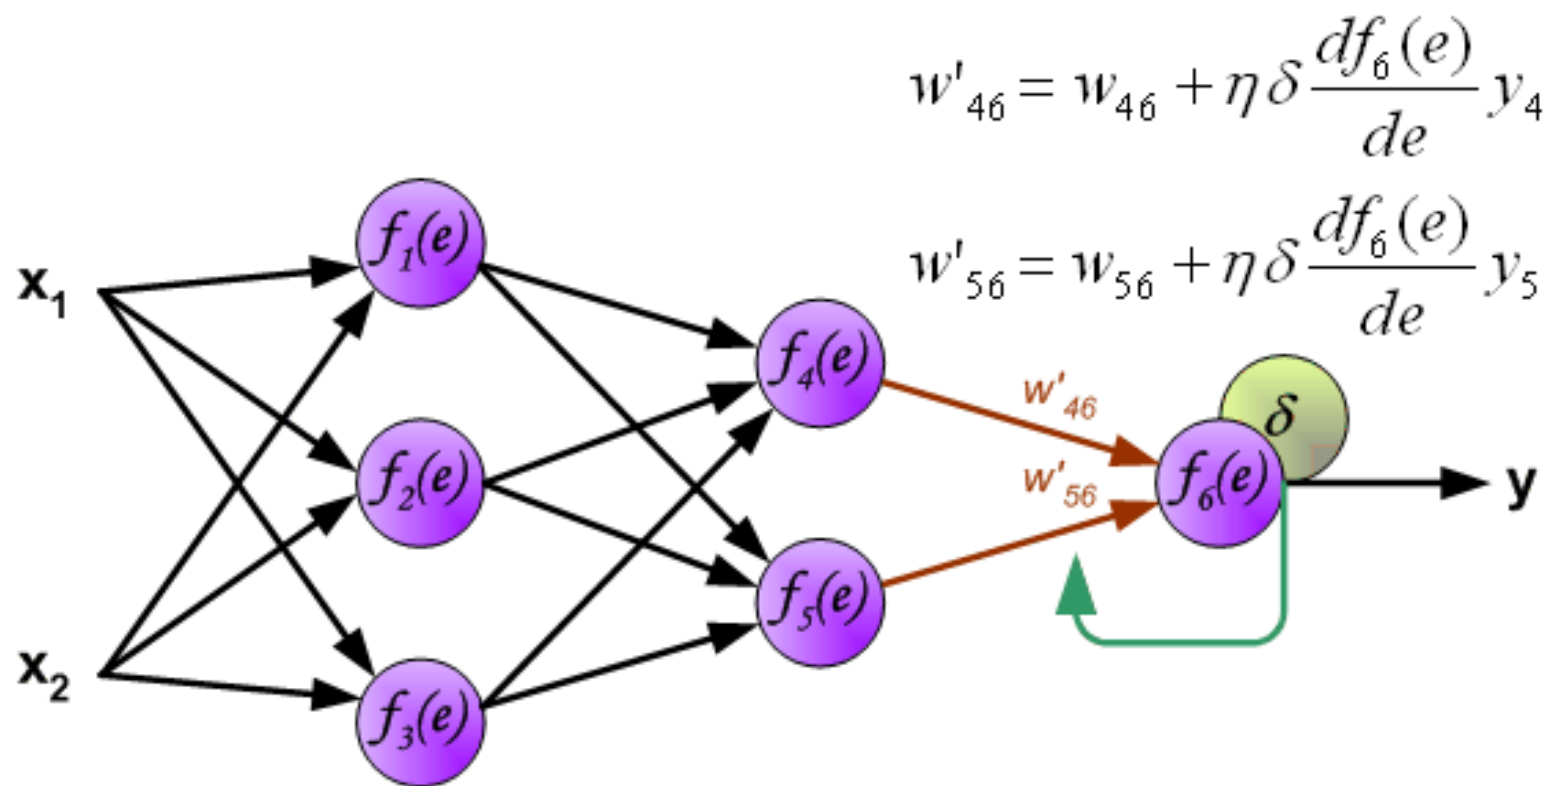 w'₄₆ = w₄₆ + η δ df₆(e)/de y₄
w'₅₆ = w₅₆ + η δ df₆(e)/de y₅
x₁
x₂
f₁(e)
f₂(e)
f₃(e)
f₄(e)
f₅(e)
w'₄₆
w'₅₆
δ
f₆(e)
y